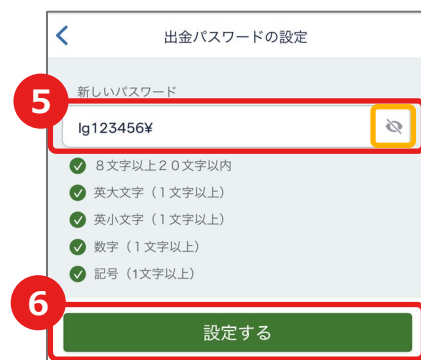 出金パスワードの設定
新しいパスワード
5
Ig123456¥
8文字以上20文字以内
英大文字（1文字以上）
英小文字（1文字以上）
数字（1文字以上）
記号（1文字以上）
6
設定する